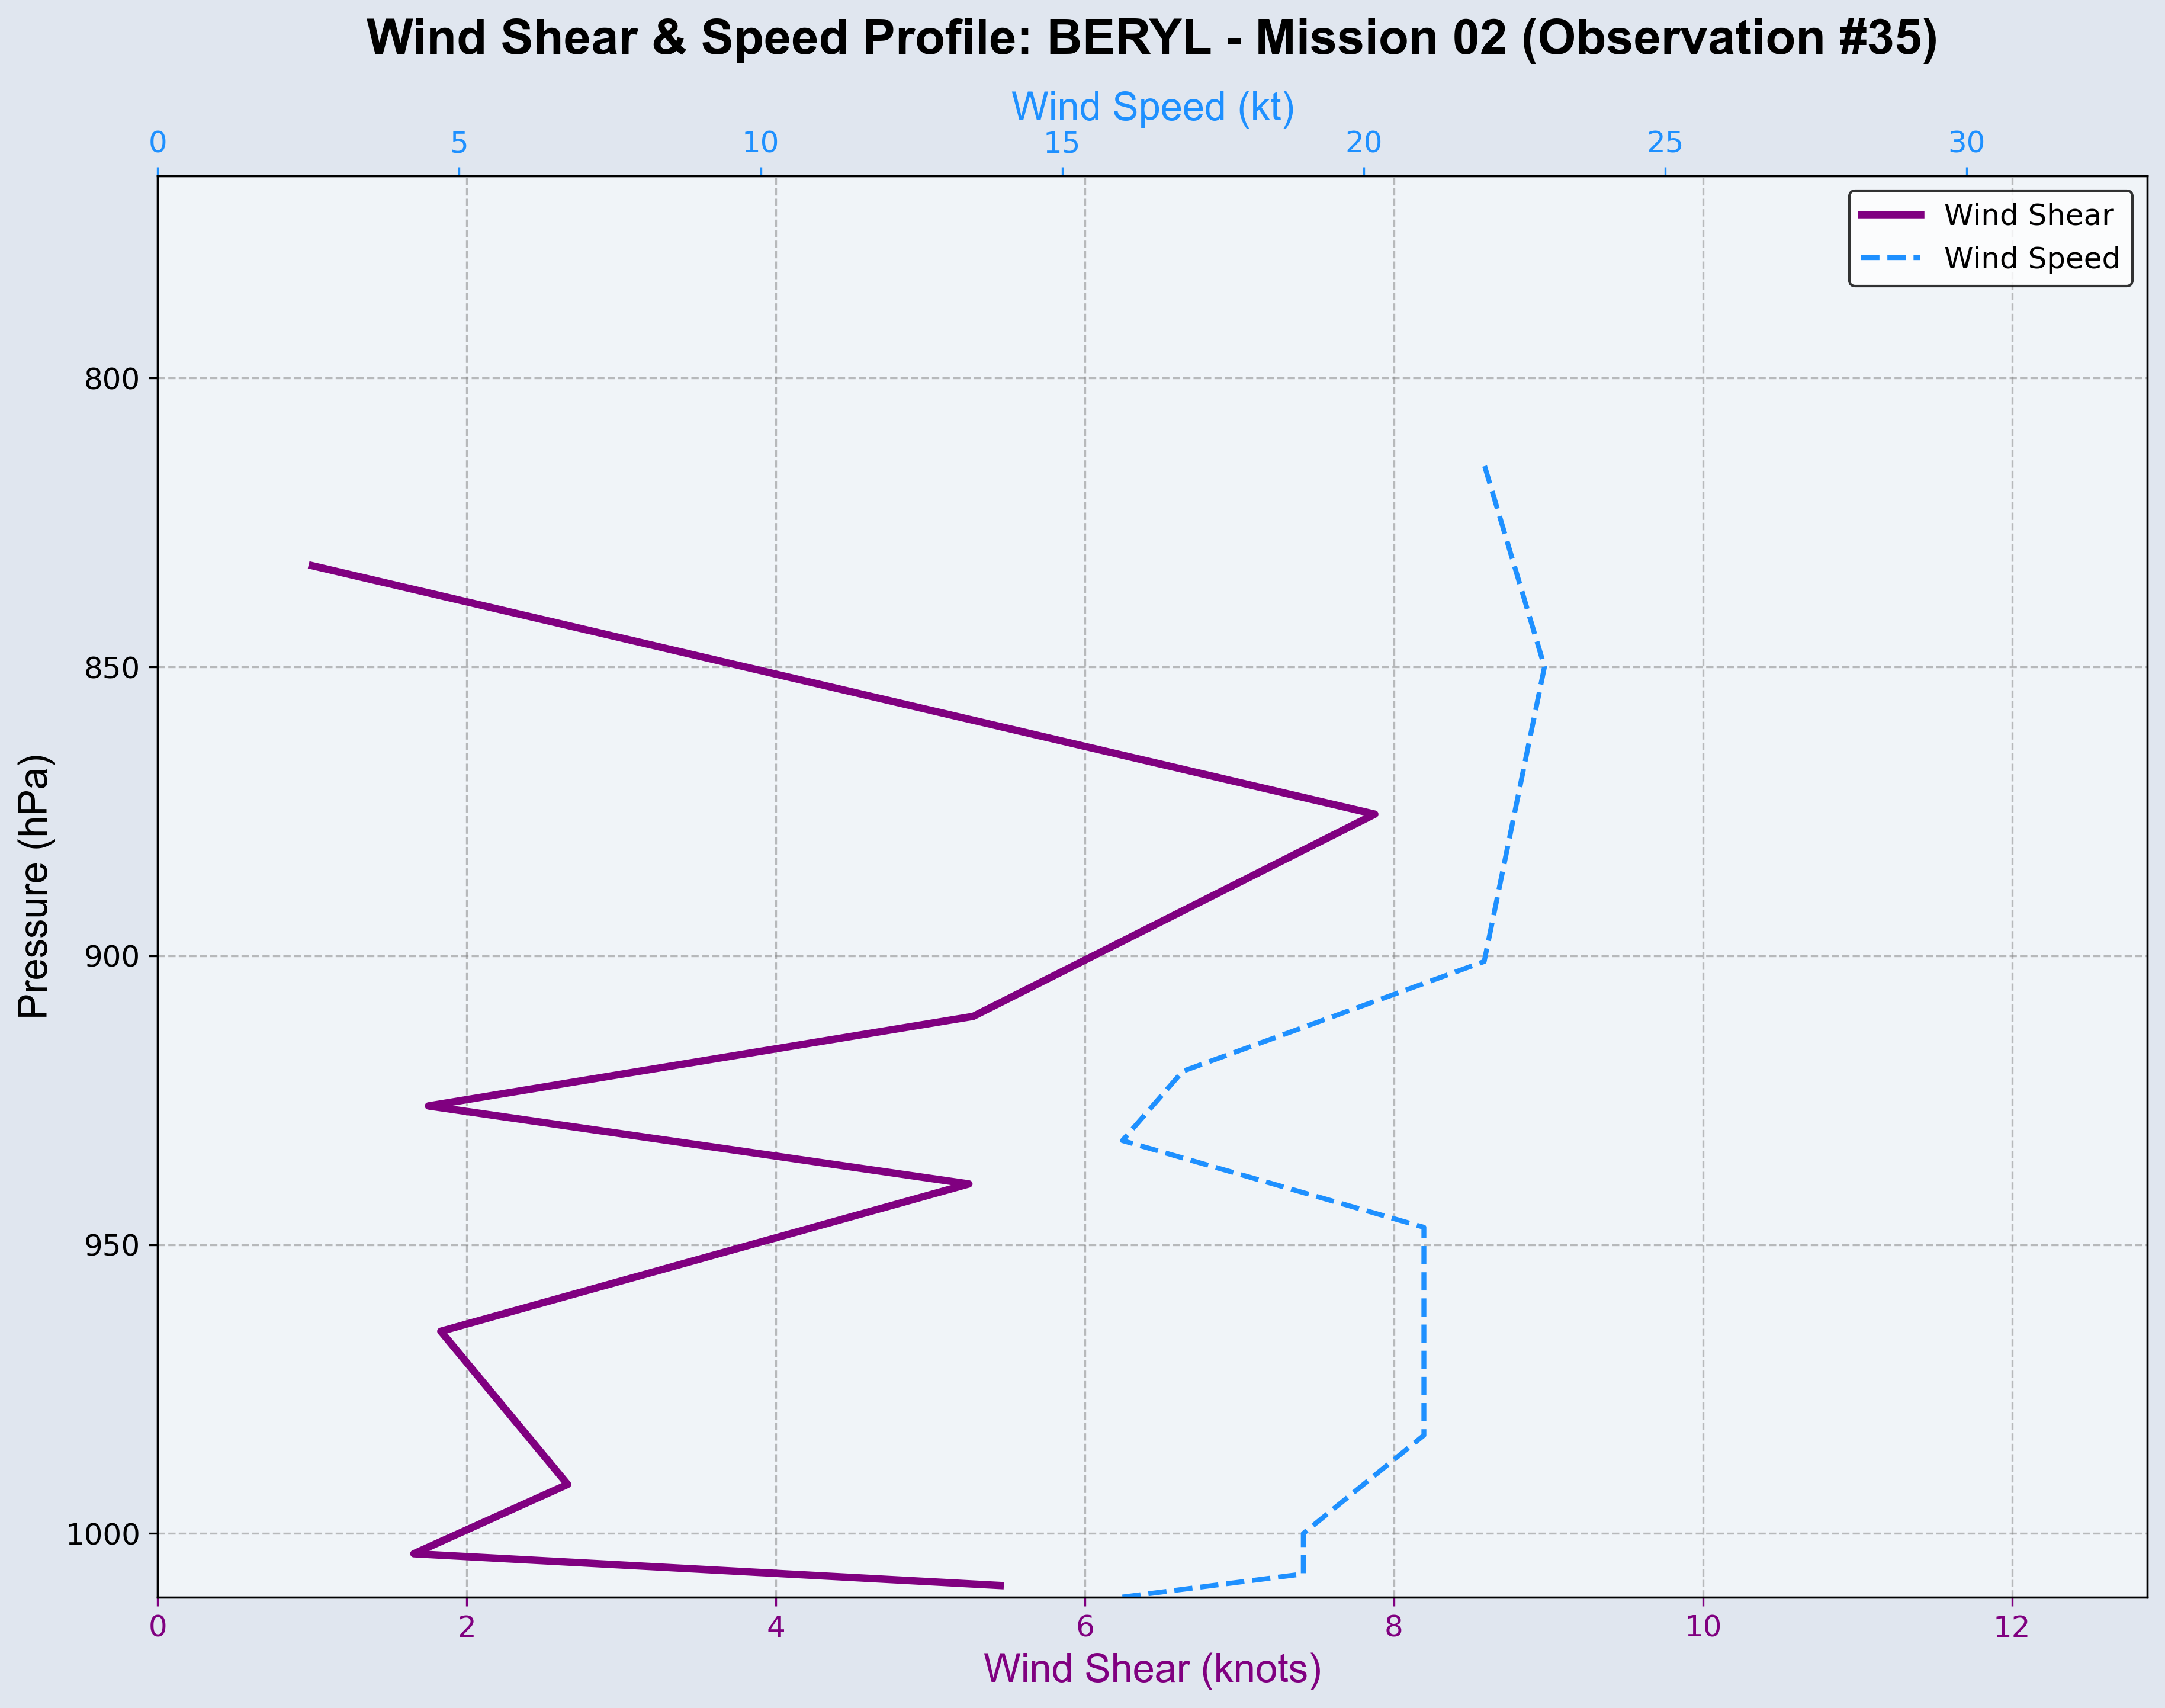 Wind Shear & Speed Profile: BERYL - Mission 02 (Observation #35)
Wind Speed (kt)
0 5 10 15 20 25 30
Wind Shear
Wind Speed
Pressure (hPa)
800
850
900
950
1000
0 2 4 6 8 10 12
Wind Shear (knots)